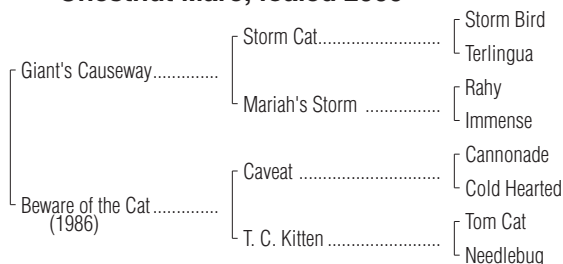 Chestnut Mare; foaled
Storm Bird
Storm Cat........................
Terlingua
Giant's Causeway.............
Rahy
Mariah's Storm ...............
Immense
Cannonade
Caveat ............................
Cold Hearted
Beware of the Cat.............
(1986)
Tom Cat
T. C. Kitten ......................
Needlebug